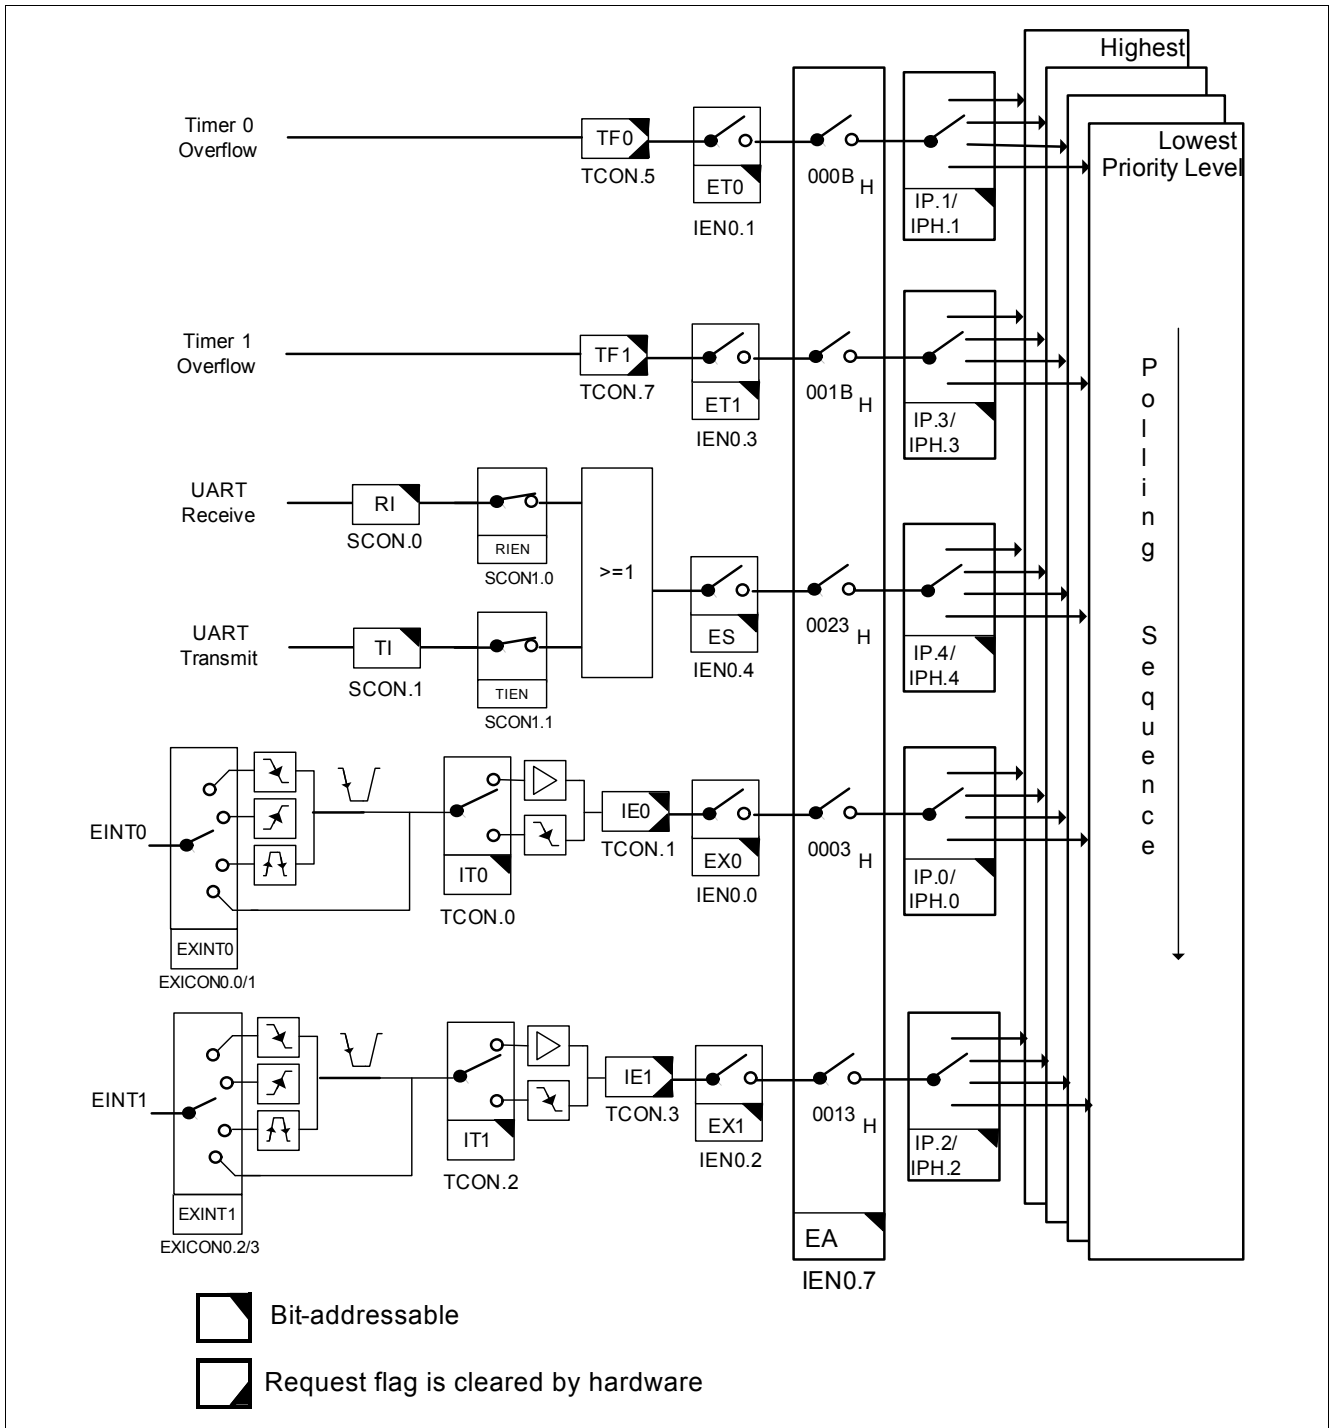 Highest
Lowest
Priority Level
Timer 0
Overflow
TF0
TCON.5
ET0
IEN0.1
000B H
IP.1/
IPH.1
Timer 1
Overflow
TF1
TCON.7
ET1
IEN0.3
001B H
IP.3/
IPH.3
UART
Receive
RI
SCON.0
RIEN
SCON1.0
>=1
UART
Transmit
TI
SCON.1
TIEN
SCON1.1
ES
IEN0.4
0023 H
IP.4/
IPH.4
Polling Sequence
EINT0
EXINT0
EXICON0.0/1
IT0
TCON.0
IE0
TCON.1
EX0
IEN0.0
0003 H
IP.0/
IPH.0
EINT1
EXINT1
EXICON0.2/3
IT1
TCON.2
IE1
TCON.3
EX1
IEN0.2
0013 H
IP.2/
IPH.2
EA
IEN0.7
Bit-addressable
Request flag is cleared by hardware